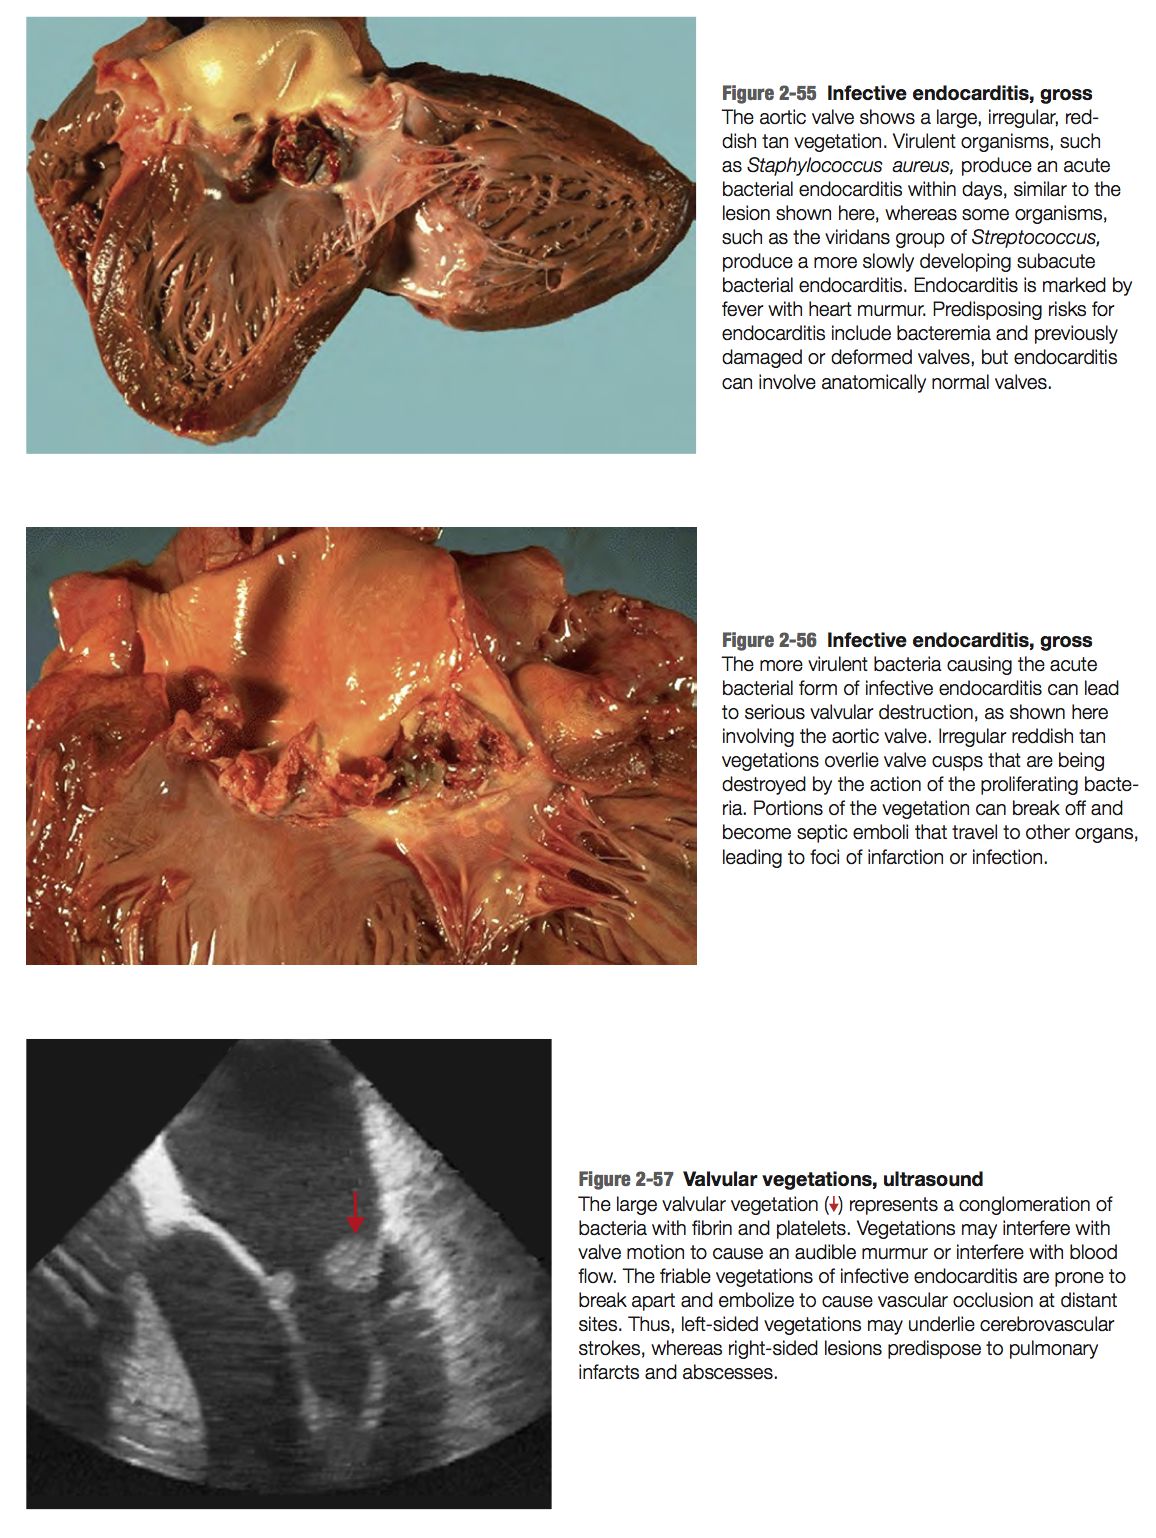 Figure 2-55 Infective endocarditis, gross
The aortic valve shows a large, irregular, red-
dish tan vegetation. Virulent organisms, such
as Staphylococcus aureus, produce an acute
bacterial endocarditis within days, similar to the
lesion shown here, whereas some organisms,
such as the viridans group of Streptococcus,
produce a more slowly developing subacute
bacterial endocarditis. Endocarditis is marked by
fever with heart murmur. Predisposing risks for
endocarditis include bacteremia and previously
damaged or deformed valves, but endocarditis
can involve anatomically normal valves.
Figure 2-56 Infective endocarditis, gross
The more virulent bacteria causing the acute
bacterial form of infective endocarditis can lead
to serious valvular destruction, as shown here
involving the aortic valve. Irregular reddish tan
vegetations overlie valve cusps that are being
destroyed by the action of the proliferating bacte-
ria. Portions of the vegetation can break off and
become septic emboli that travel to other organs,
leading to foci of infarction or infection.
Figure 2-57 Valvular vegetations, ultrasound
The large valvular vegetation (↓) represents a conglomeration of
bacteria with fibrin and platelets. Vegetations may interfere with
valve motion to cause an audible murmur or interfere with blood
flow. The friable vegetations of infective endocarditis are prone to
break apart and embolize to cause vascular occlusion at distant
sites. Thus, left-sided vegetations may underlie cerebrovascular
strokes, whereas right-sided lesions predispose to pulmonary
infarcts and abscesses.